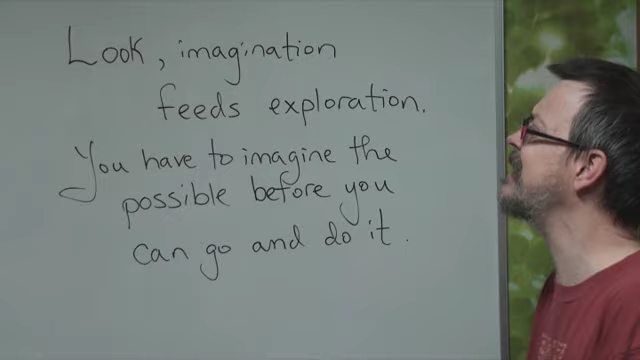 Look, imagination
feeds exploration.
You have to imagine the
possible before you
can go and do it.